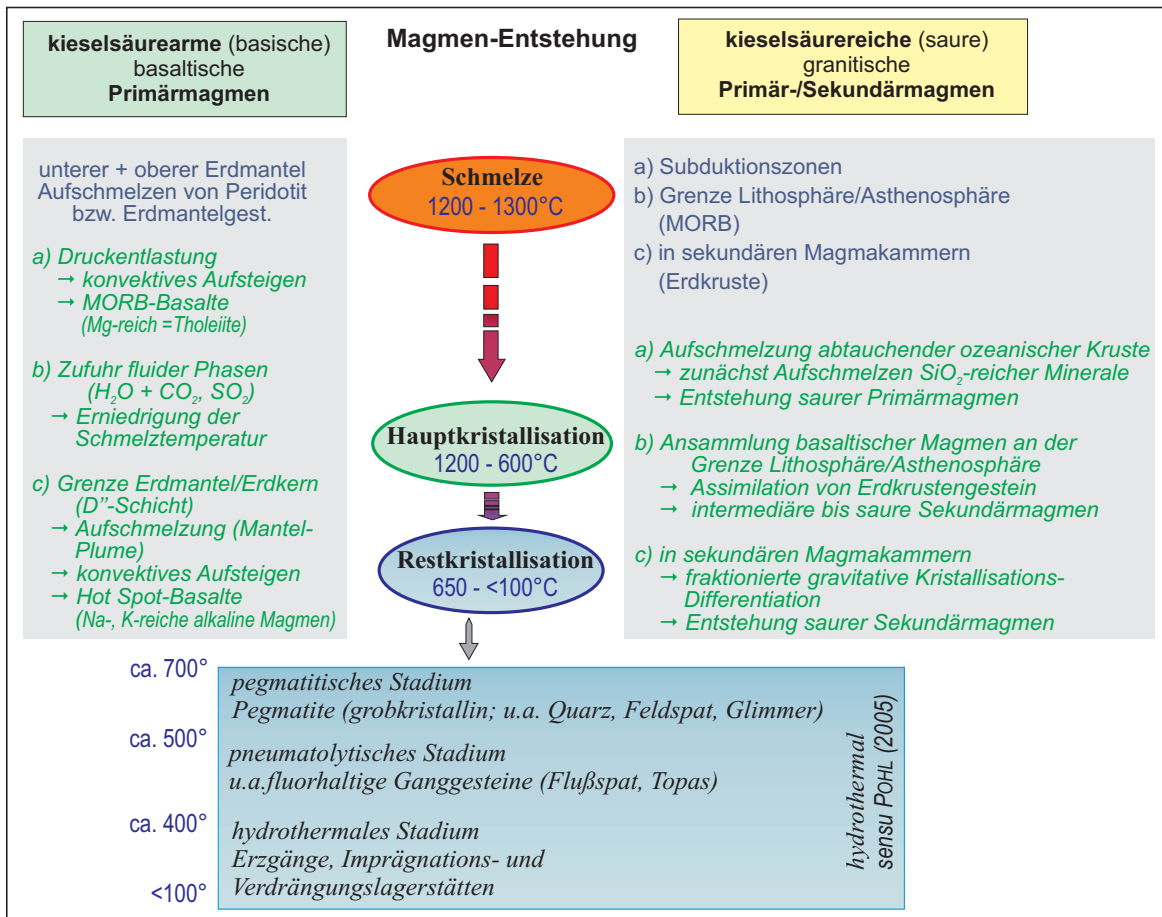 Magmen-Entstehung
kieselsäurearme (basische)
basaltische
Primärmagmen
kieselsäurereiche (saure)
granitische
Primär-/Sekundärmagmen
unterer + oberer Erdmantel
Aufschmelzen von Peridotit
bzw. Erdmantelgest.
a) Druckentlastung
→ konvektives Aufsteigen
→ MORB-Basalte
(Mg-reich =Tholeiite)
b) Zufuhr fluider Phasen
(H₂O + CO₂, SO₂)
→ Erniedrigung der
Schmelztemperatur
c) Grenze Erdmantel/Erdkern
(D"-Schicht)
→ Aufschmelzung (Mantel-
Plume)
→ konvektives Aufsteigen
→ Hot Spot-Basalte
(Na-, K-reiche alkaline Magmen)
Schmelze
1200 - 1300°C
Hauptkristallisation
1200 - 600°C
Restkristallisation
650 - <100°C
a) Subduktionszonen
b) Grenze Lithosphäre/Asthenosphäre
(MORB)
c) in sekundären Magmakammern
(Erdkruste)
a) Aufschmelzung abtauchender ozeanischer Kruste
→ zunächst Aufschmelzen SiO₂-reicher Minerale
→ Entstehung saurer Primärmagmen
b) Ansammlung basaltischer Magmen an der
Grenze Lithosphäre/Asthenosphäre
→ Assimilation von Erdkrustengestein
→ intermediäre bis saure Sekundärmagmen
c) in sekundären Magmakammern
→ fraktionierte gravitative Kristallisations-
Differentiation
→ Entstehung saurer Sekundärmagmen
ca. 700°
pegmatitisches Stadium
Pegmatite (grobkristallin; u.a. Quarz, Feldspat, Glimmer)
ca. 500°
pneumatolytisches Stadium
u.a.fluorhaltige Ganggesteine (Flußspat, Topas)
ca. 400°
hydrothermales Stadium
Erzgänge, Imprägnations- und
Verdrängungslagerstätten
<100°
hydrothermal
sensu POHL (2005)